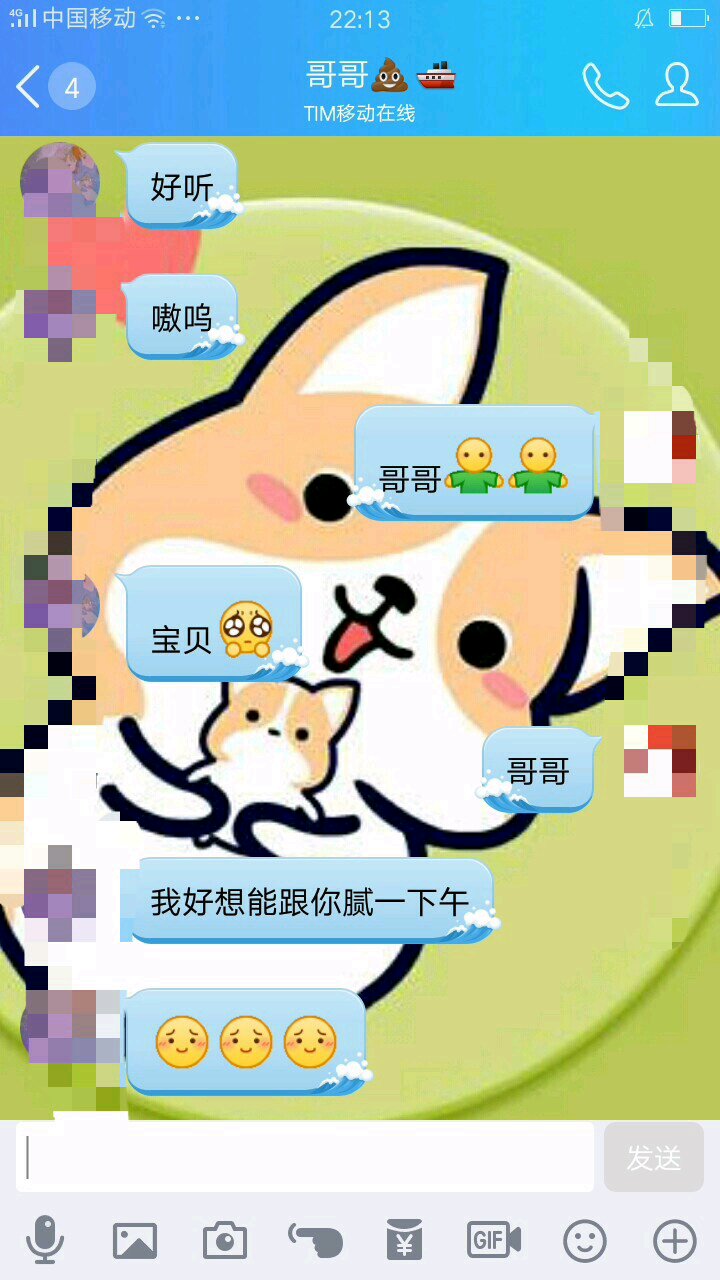 4G 中国移动 22:13
4 哥哥💩🚢
TIM移动在线
好听
嗷呜
哥哥
宝贝🥺
哥哥
我好想能跟你腻一下午
😊😊😊
发送
¥
GIF